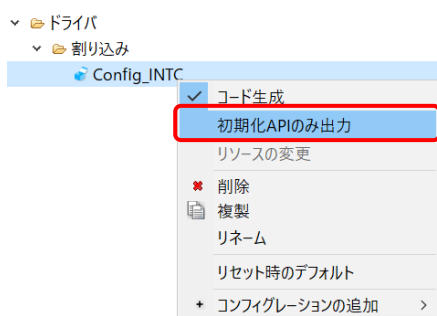 ドライバ
割り込み
Config_INTC
コード生成
初期化APIのみ出力
リソースの変更
削除
複製
リネーム
リセット時のデフォルト
コンフィグレーションの追加